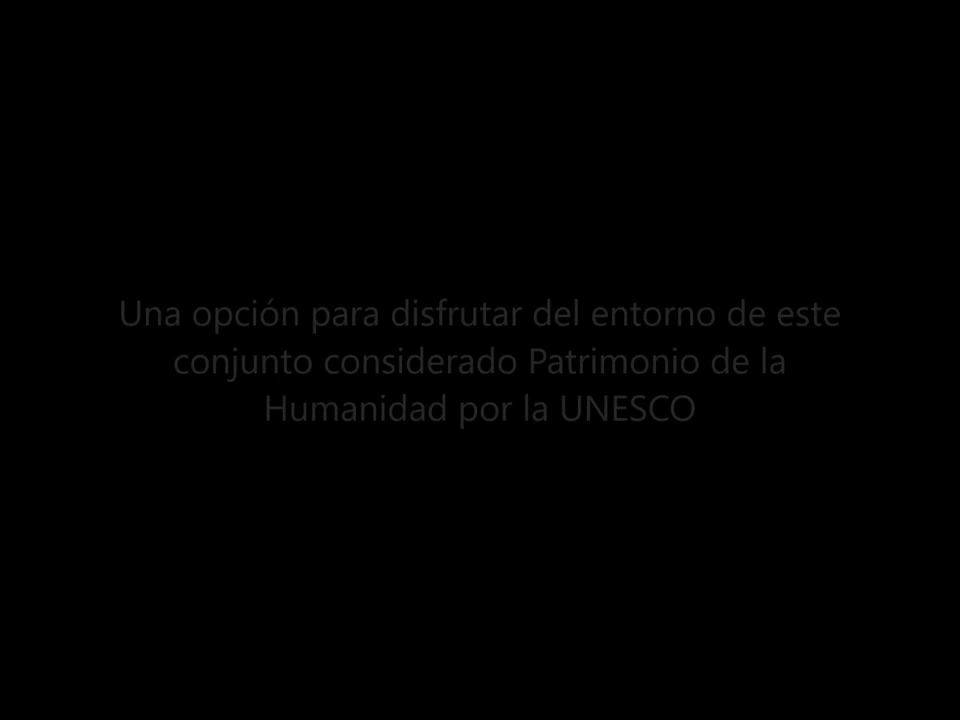 Una opción para disfrutar del entorno de este
conjunto considerado Patrimonio de la
Humanidad por la UNESCO